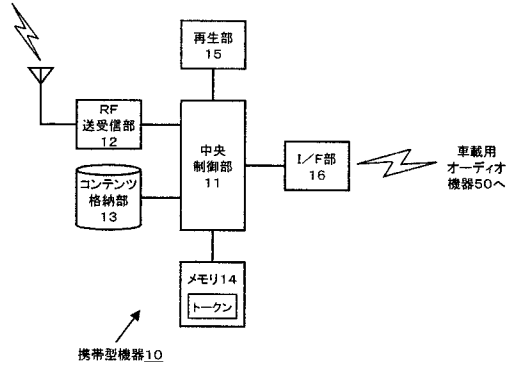 再生部
15
RF
送受信部
12
中央
制御部
11
I/F部
16
車載用
オーディオ
機器50へ
コンテンツ
格納部
13
メモリ14
トークン
携帯型機器10